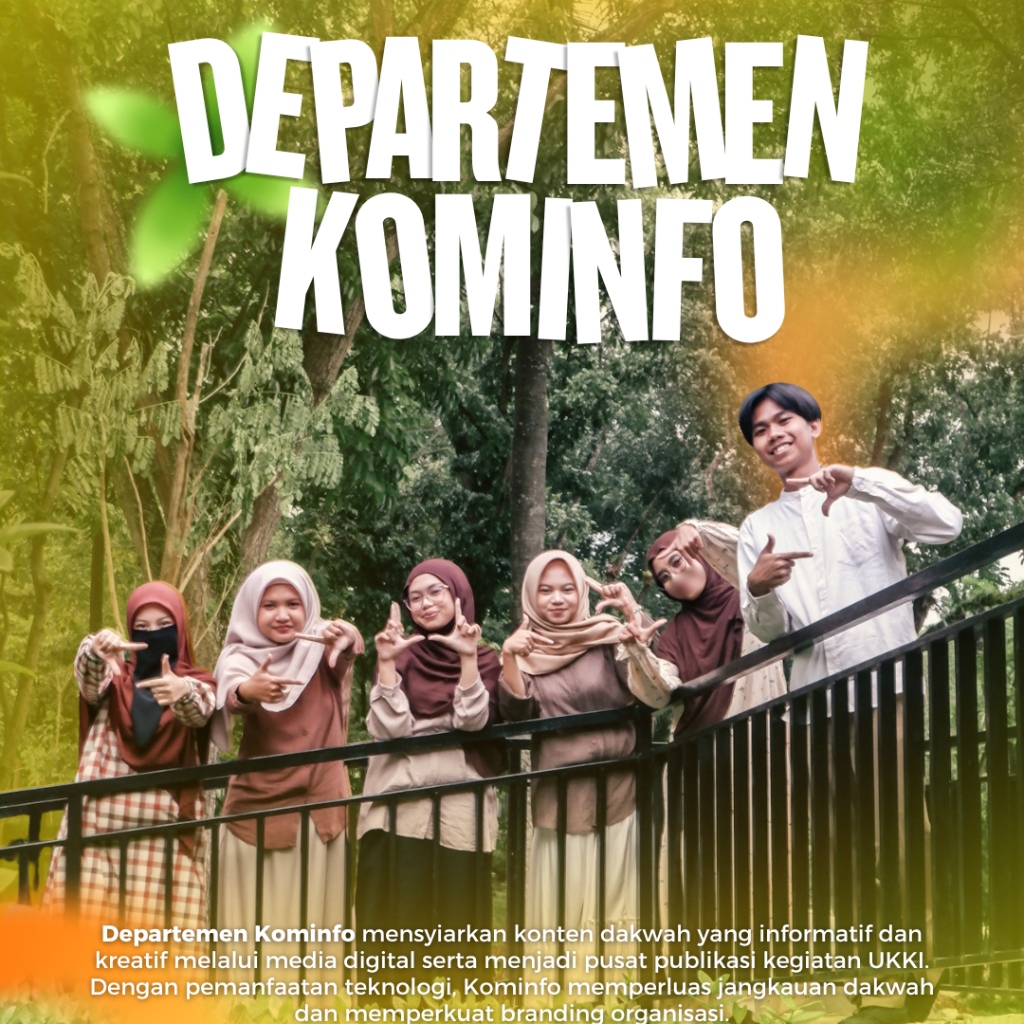 DEPARTEMEN
KOMINFO
Departemen Kominfo mensyiarkan konten dakwah yang informatif dan
kreatif melalui media digital serta menjadi pusat publikasi kegiatan UKKI.
Dengan pemanfaatan teknologi, Kominfo memperluas jangkauan dakwah
dan memperkuat branding organisasi.